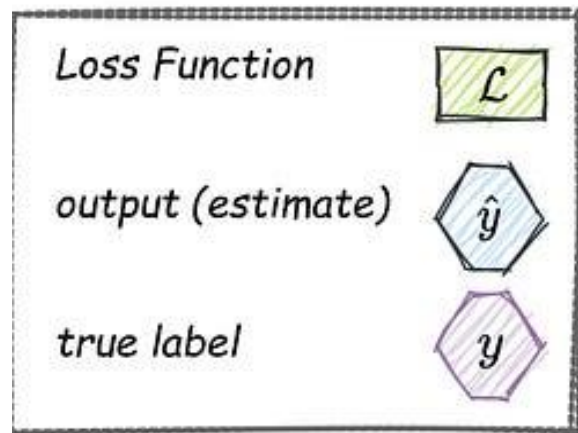 Loss Function ℒ
output (estimate) ŷ
true label y